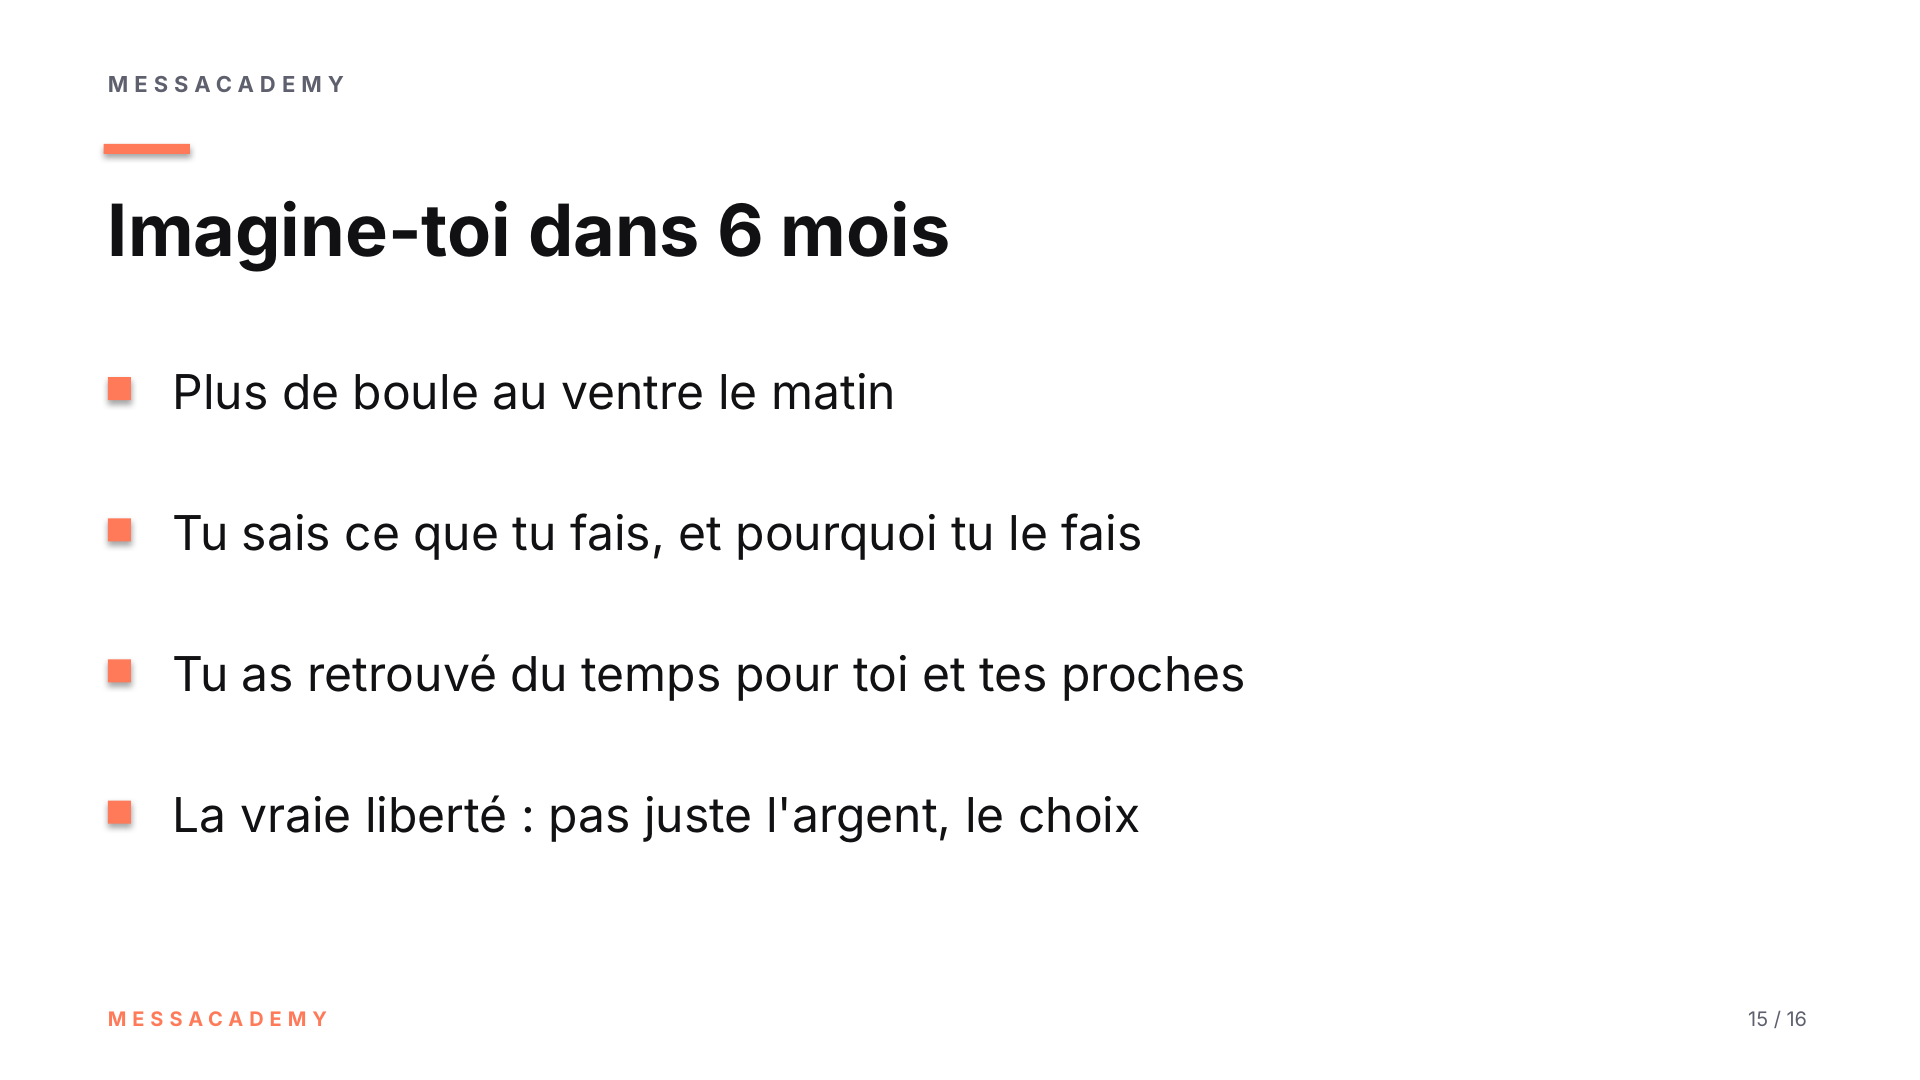 MESSACADEMY
Imagine-toi dans 6 mois
Plus de boule au ventre le matin
Tu sais ce que tu fais, et pourquoi tu le fais
Tu as retrouvé du temps pour toi et tes proches
La vraie liberté : pas juste l'argent, le choix
MESSACADEMY
15 / 16